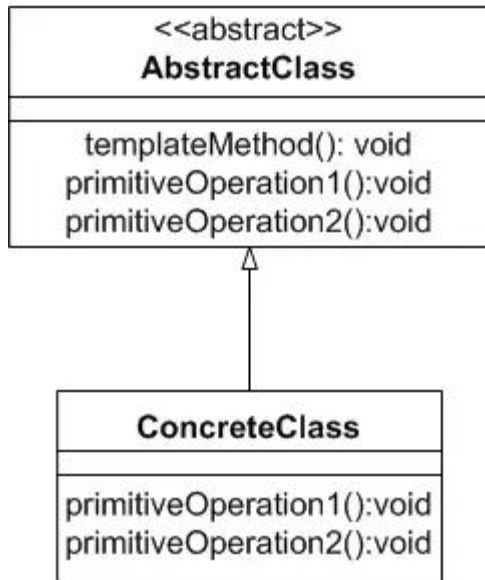 <<abstract>>
AbstractClass
templateMethod(): void
primitiveOperation1():void
primitiveOperation2():void
ConcreteClass
primitiveOperation1():void
primitiveOperation2():void